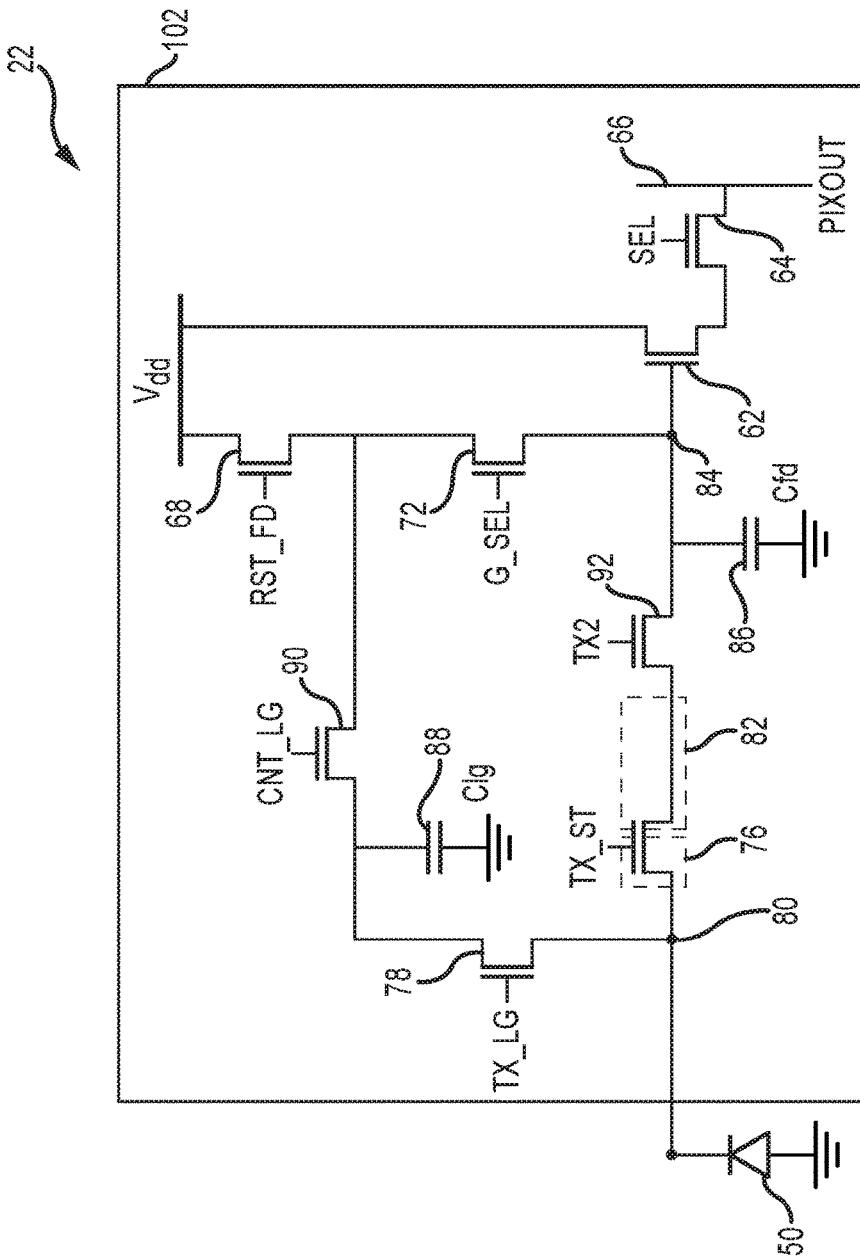 22
102
Vdd
68
RST_FD
72
G_SEL
CNT_LG
90
88
Clg
78
TX_LG
SEL
66
64
PIXOUT
62
84
TX2
92
86
Cfd
TX_ST
82
76
80
50